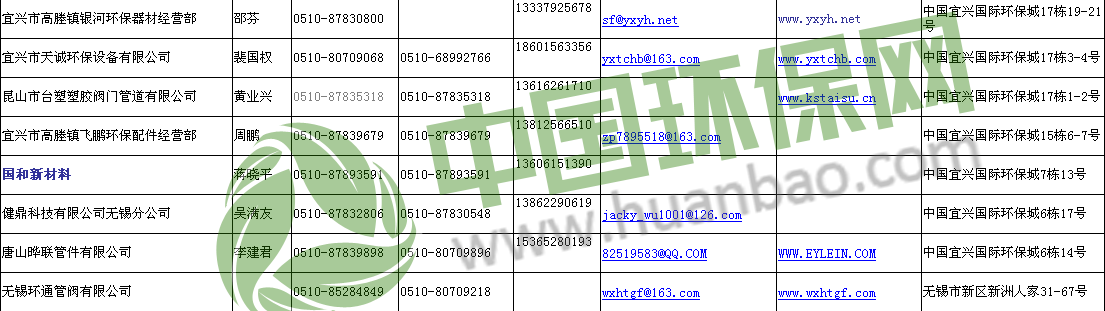 宜兴市高塍镇银河环保器材经营部 邵芬 0510-87830800 13337925678 sf@yxyh.net www.yxyh.net 中国宜兴国际环保城17栋19-21号
宜兴市天诚环保设备有限公司 裴国权 0510-80709068 0510-68992766 18601563356 yxtchb@163.com www.yxtchb.com 中国宜兴国际环保城17栋3-4号
昆山市台塑塑胶阀门管道有限公司 黄业兴 0510-87835318 0510-87835318 13616261710 www.kstaisu.cn 中国宜兴国际环保城17栋1-2号
宜兴市高塍镇飞鹏环保配件经营部 周鹏 0510-87839679 0510-87839679 13812566510 zp7895518@163.com 中国宜兴国际环保城15栋6-7号
国和新材料 蒋晓平 0510-87893591 0510-87893591 13606151390 中国宜兴国际环保城7栋13号
健鼎科技有限公司无锡分公司 吴清友 0510-87832806 0510-87830548 13862290619 jacky_wu1001@126.com 中国宜兴国际环保城6栋17号
唐山晔联管件有限公司 李建君 0510-87839898 0510-80709896 15365280193 82519583@QQ.COM WWW.EYLEIN.COM 中国宜兴国际环保城6栋14号
无锡环通管阀有限公司 0510-85284849 0510-80709218 wxhtgf@163.com www.wxhtgf.com 无锡市新区新洲人家31-67号
中国环保网
www.huanbao.com